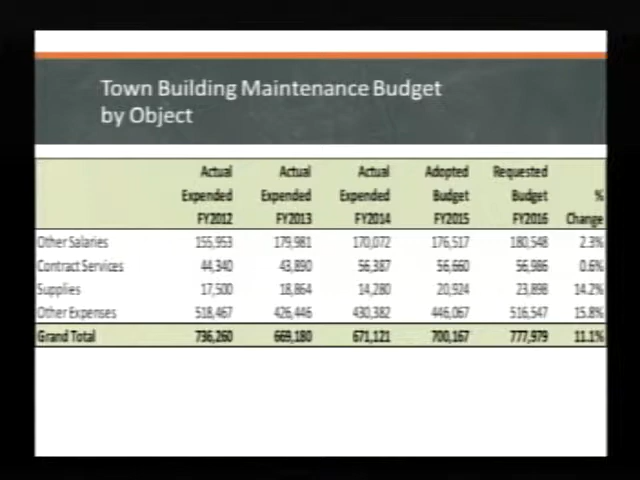 Town Building Maintenance Budget
by Object
Actual Actual Actual Adopted Requested
Expended Expended Expended Budget Budget %
FY2012 FY2013 FY2014 FY2015 FY2016 Change
Other Salaries 155,953 179,981 170,072 176,517 180,548 2.3%
Contract Services 44,340 43,890 56,387 56,660 56,986 0.6%
Supplies 17,500 18,864 14,280 20,924 23,898 14.2%
Other Expenses 518,467 426,446 430,382 446,067 516,547 15.8%
Grand Total 736,260 669,180 671,121 700,167 777,979 11.1%